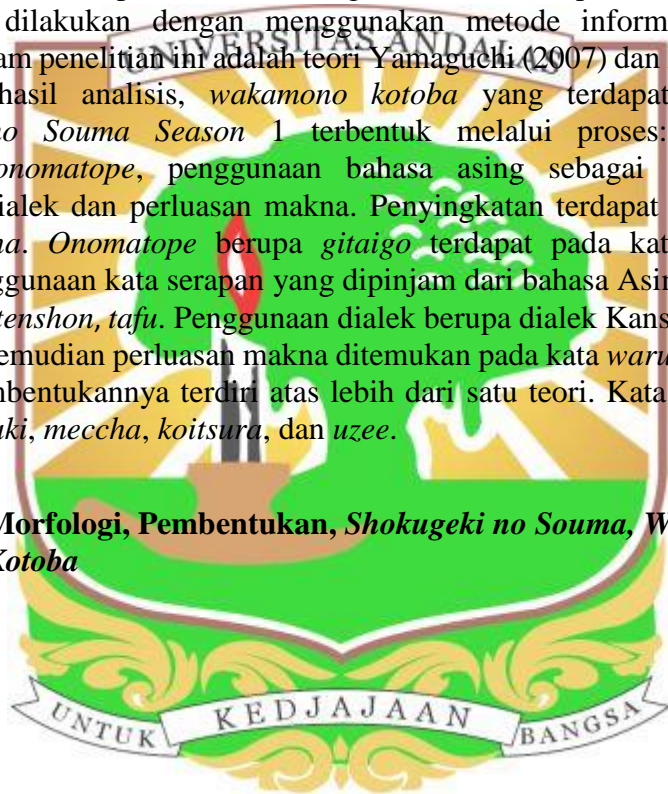 dilakukan dengan menggunakan metode inform
UNIVERSITAS ANDALAS
am penelitian ini adalah teori Yamaguchi (2007) dan
hasil analisis, wakamono kotoba yang terdapat
no Souma Season 1 terbentuk melalui proses:
onomatope, penggunaan bahasa asing sebagai
ialek dan perluasan makna. Penyingkatan terdapat
na. Onomatope berupa gitaigo terdapat pada kat
ggunaan kata serapan yang dipinjam dari bahasa Asin
tenshon, tafu. Penggunaan dialek berupa dialek Kans
kemudian perluasan makna ditemukan pada kata waru
mbentukannya terdiri atas lebih dari satu teori. Kata
uki, meccha, koitsura, dan uzee.
Morfologi, Pembentukan, Shokugeki no Souma, W
Kotoba
UNTUK KEDJAJAAN BANGSA